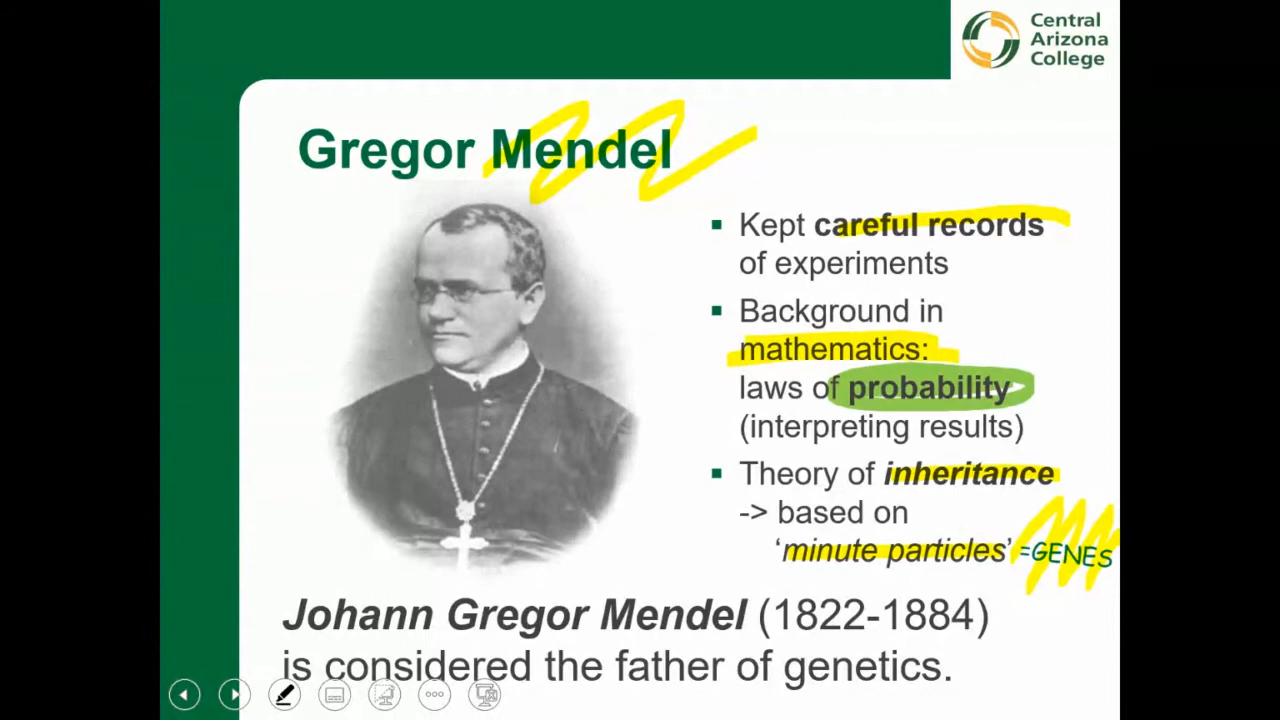 Central
Arizona
College
Gregor Mendel
▪ Kept careful records
of experiments
▪ Background in
mathematics:
laws of probability
(interpreting results)
▪ Theory of inheritance
-> based on
‘minute particles’ =GENES
Johann Gregor Mendel (1822-1884)
is considered the father of genetics.